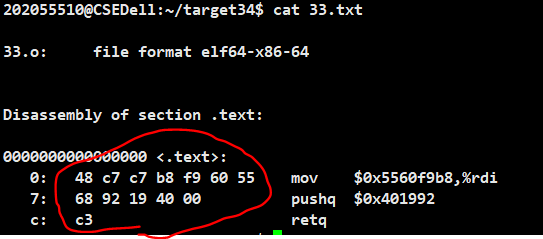 202055510@CSEDell:~/target34$ cat 33.txt
33.o:     file format elf64-x86-64
Disassembly of section .text:
0000000000000000 <.text>:
0:   48 c7 c7 b8 f9 60 55    mov    $0x5560f9b8,%rdi
7:   68 92 19 40 00          pushq  $0x401992
c:   c3                      retq